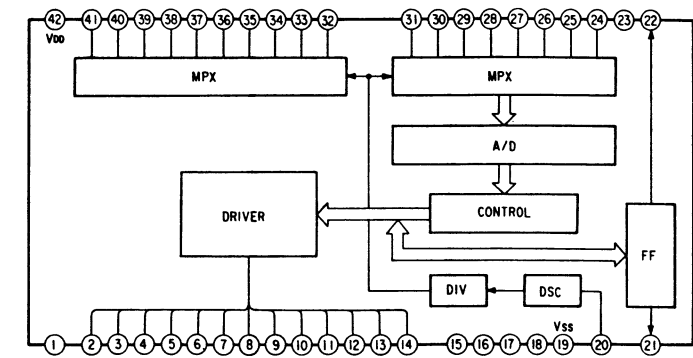 42 41 40 39 38 37 36 35 34 33 32 31 30 29 28 27 26 25 24 23 22
VDD
MPX MPX
A/D
DRIVER CONTROL
FF
DIV DSC
VSS
1 2 3 4 5 6 7 8 9 10 11 12 13 14 15 16 17 18 19 20 21